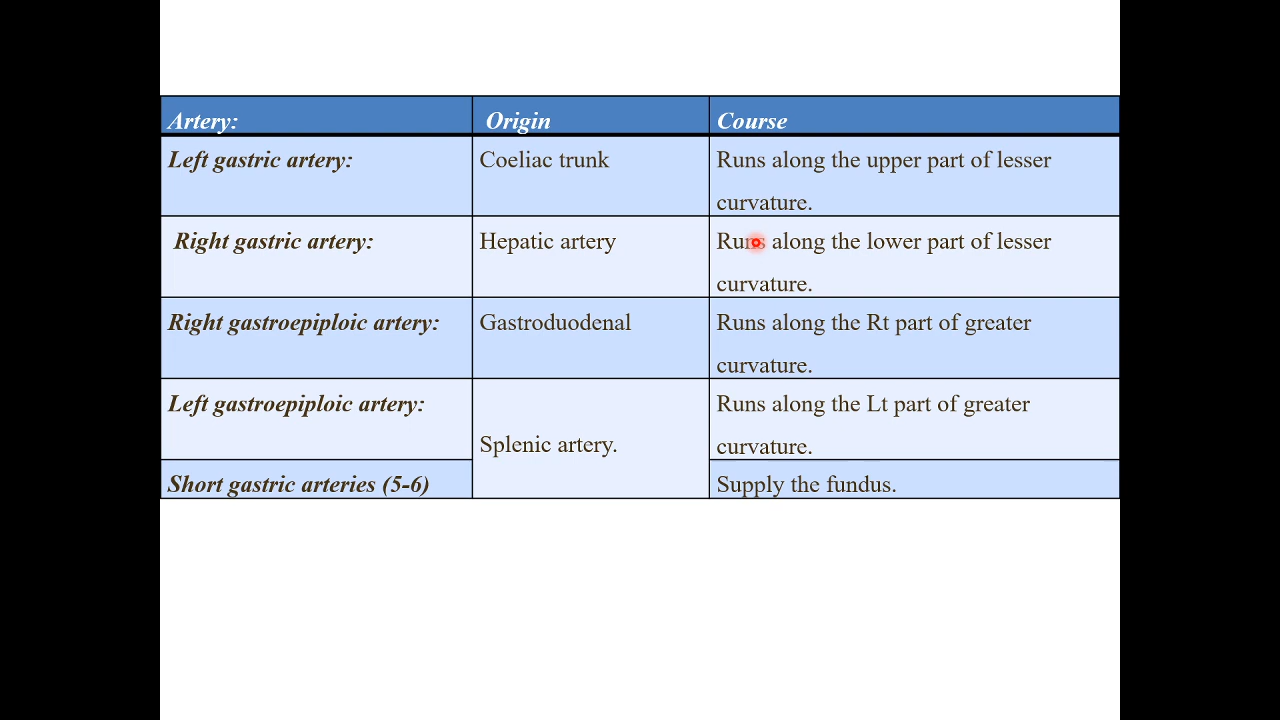 Artery: Origin Course
Left gastric artery: Coeliac trunk Runs along the upper part of lesser
curvature.
Right gastric artery: Hepatic artery Runs along the lower part of lesser
curvature.
Right gastroepiploic artery: Gastroduodenal Runs along the Rt part of greater
curvature.
Left gastroepiploic artery: Runs along the Lt part of greater
Splenic artery. curvature.
Short gastric arteries (5-6) Supply the fundus.